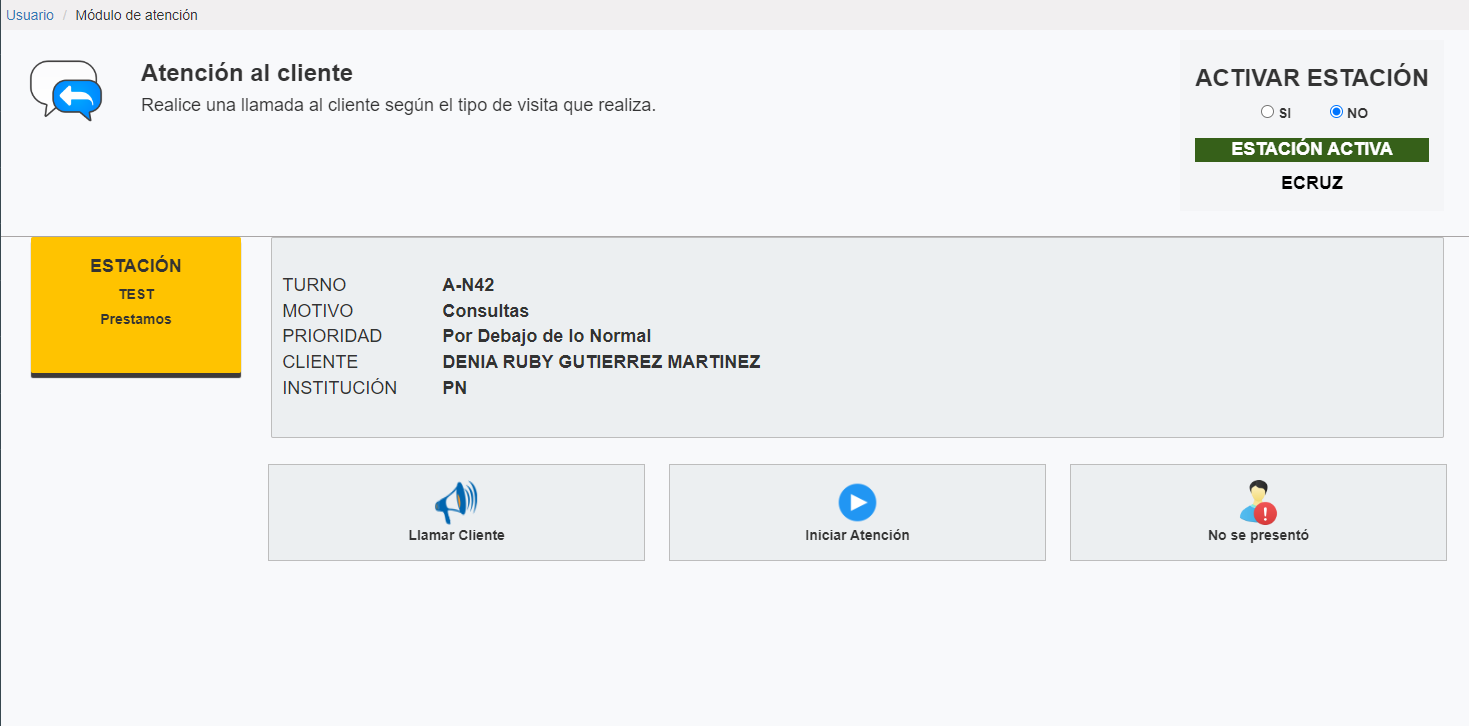 Usuario / Módulo de atención
Atención al cliente
Realice una llamada al cliente según el tipo de visita que realiza.
ACTIVAR ESTACIÓN
SI NO
ESTACIÓN ACTIVA
ECRUZ
ESTACIÓN
TEST
Prestamos
TURNO A-N42
MOTIVO Consultas
PRIORIDAD Por Debajo de lo Normal
CLIENTE DENIA RUBY GUTIERREZ MARTINEZ
INSTITUCIÓN PN
Llamar Cliente
Iniciar Atención
No se presentó